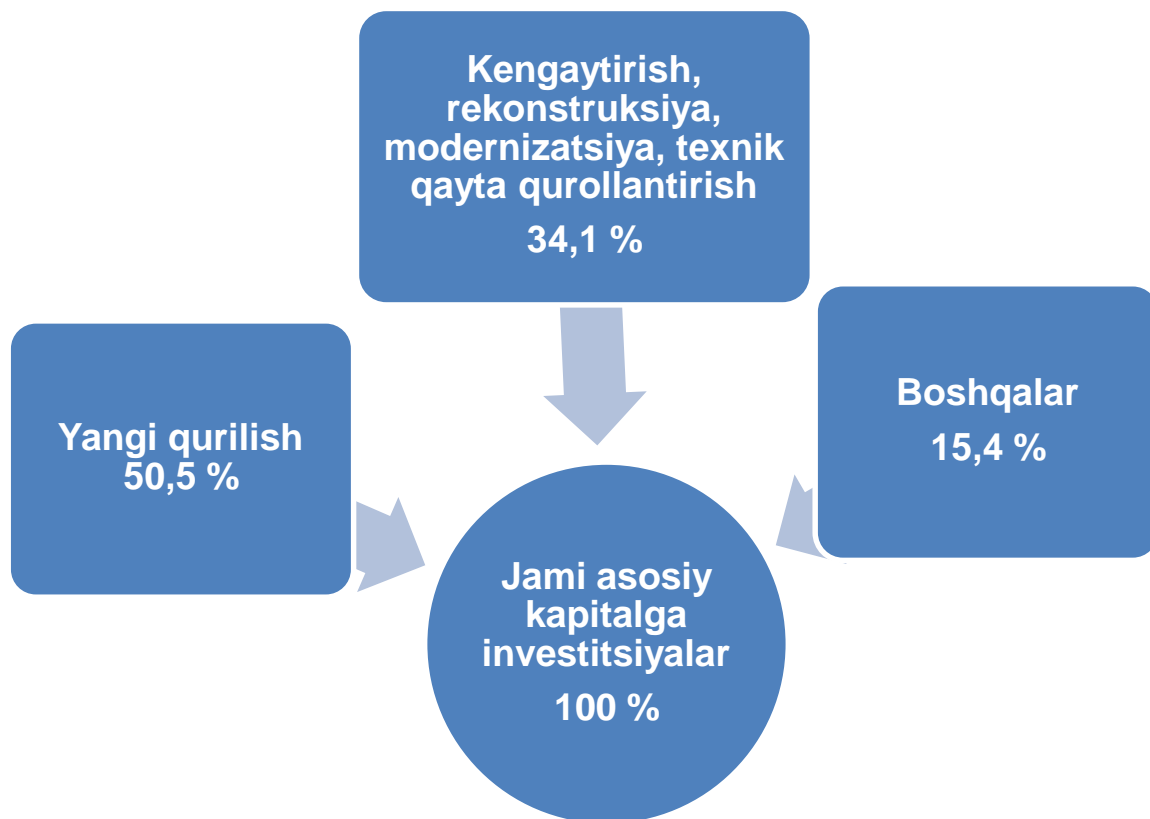 Kengaytirish,
rekonstruksiya,
modernizatsiya, texnik
qayta qurollantirish
34,1 %
Yangi qurilish
50,5 %
Boshqalar
15,4 %
Jami asosiy
kapitalga
investitsiyalar
100 %